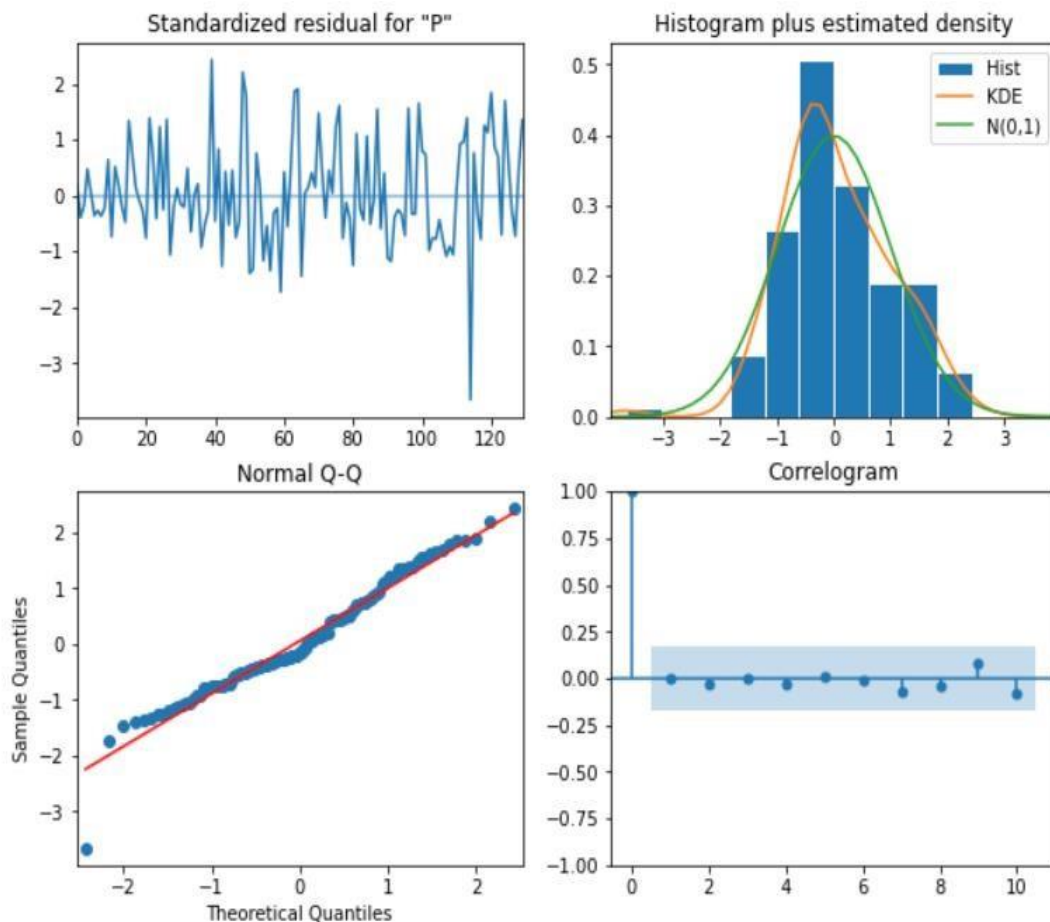 Standardized residual for "P"
2
1
0
−1
−2
−3
0 20 40 60 80 100 120
Histogram plus estimated density
Hist
KDE
N(0,1)
0.5
0.4
0.3
0.2
0.1
0.0
−3 −2 −1 0 1 2 3
Normal Q-Q
Sample Quantiles
2
1
0
−1
−2
−3
−2 −1 0 1 2
Theoretical Quantiles
Correlogram
1.00
0.75
0.50
0.25
0.00
−0.25
−0.50
−0.75
−1.00
0 2 4 6 8 10